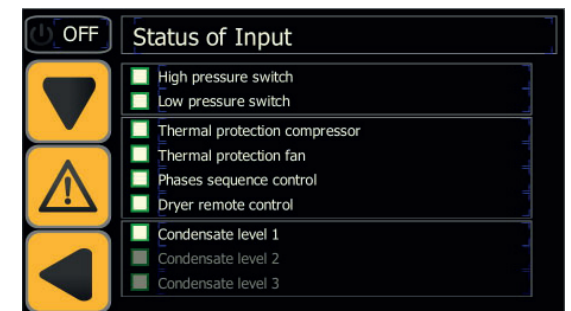 OFF
Status of Input
High pressure switch
Low pressure switch
Thermal protection compressor
Thermal protection fan
Phases sequence control
Dryer remote control
Condensate level 1
Condensate level 2
Condensate level 3